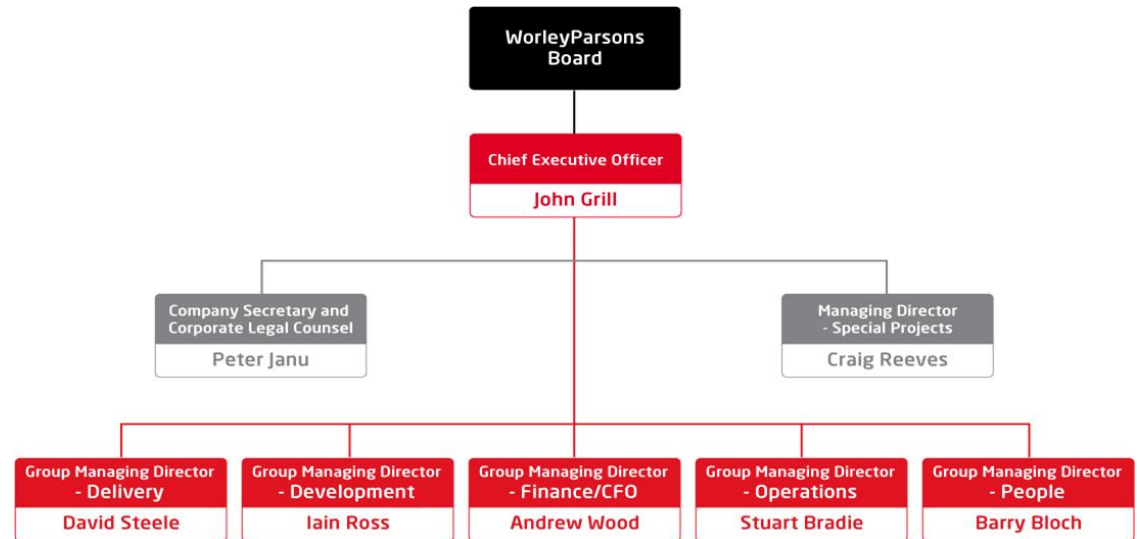 WorleyParsons
Board
Chief Executive Officer
John Grill
Company Secretary and
Corporate Legal Counsel
Peter Janu
Managing Director
- Special Projects
Craig Reeves
Group Managing Director
- Delivery
David Steele
Group Managing Director
- Development
Iain Ross
Group Managing Director
- Finance/CFO
Andrew Wood
Group Managing Director
- Operations
Stuart Bradie
Group Managing Director
- People
Barry Bloch